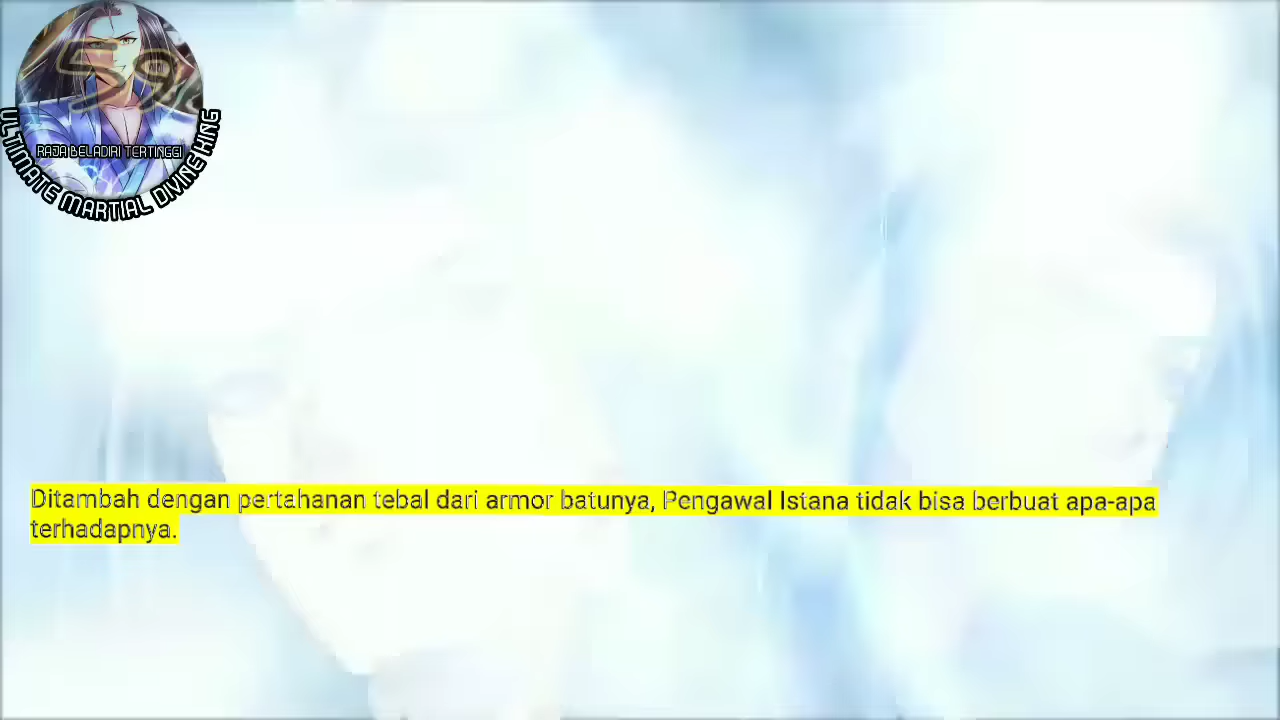 59
RAJA BELADIRI TERTINGGI
ULTIMATE MARTIAL DIVINE KING
Ditambah dengan pertahanan tebal dari armor batunya, Pengawal Istana tidak bisa berbuat apa-apa
terhadapnya.